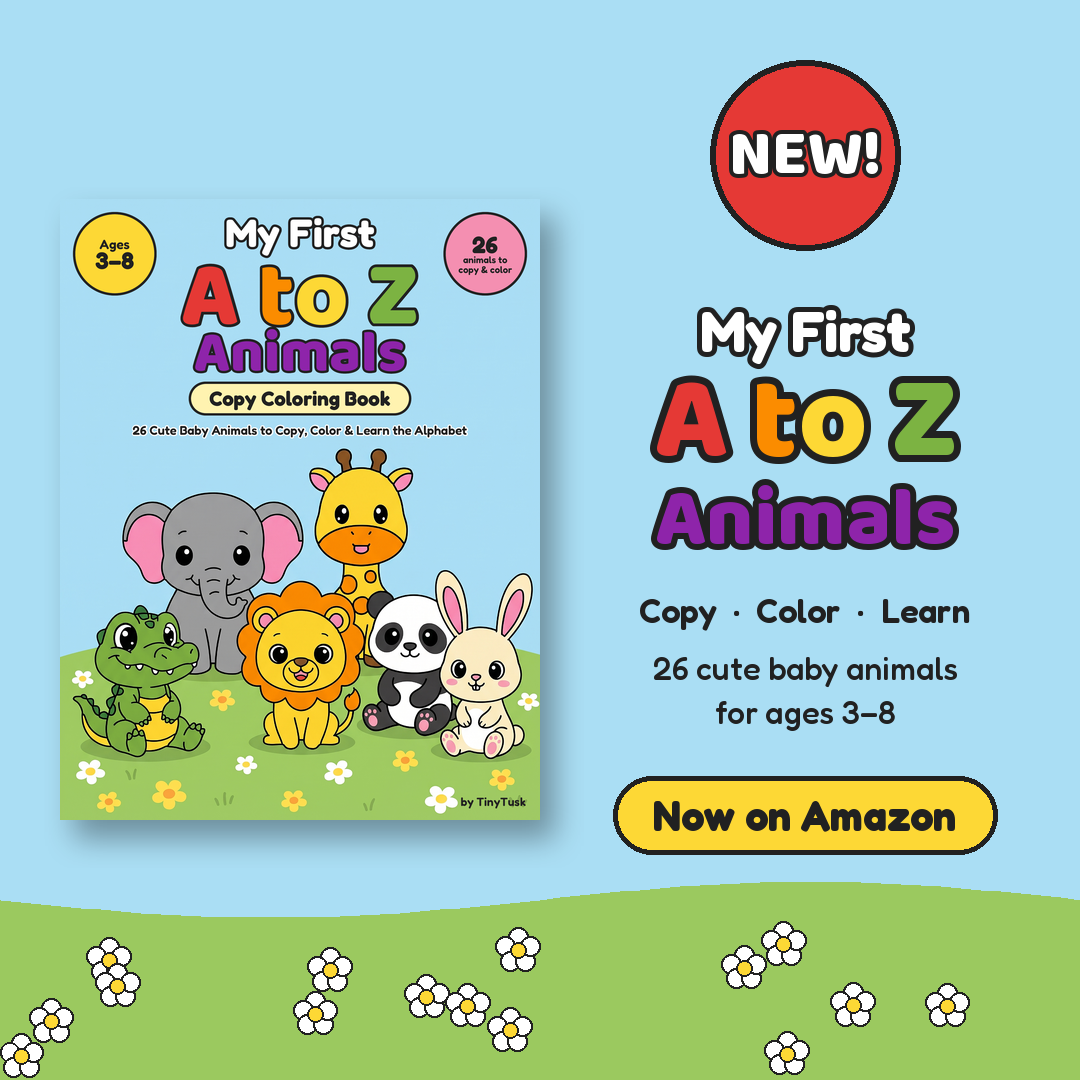 NEW!
Ages
3–8
My First
26
animals to
copy & color
A to Z
Animals
Copy Coloring Book
26 Cute Baby Animals to Copy, Color & Learn the Alphabet
by TinyTusk
My First
A to Z
Animals
Copy · Color · Learn
26 cute baby animals
for ages 3–8
Now on Amazon